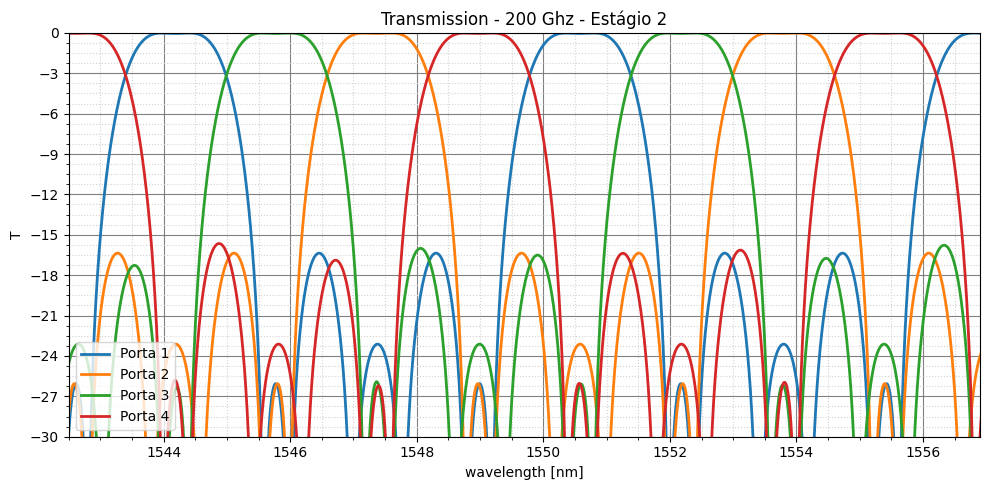 Transmission - 200 Ghz - Estágio 2
T
0
−3
−6
−9
−12
−15
−18
−21
−24
−27
−30
Porta 1
Porta 2
Porta 3
Porta 4
1544 1546 1548 1550 1552 1554 1556
wavelength [nm]